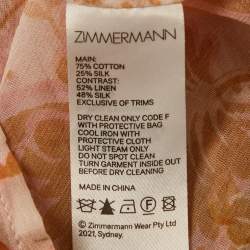 ZIMMERMANN
MAIN:
75% COTTON
25% SILK
CONTRAST:
52% LINEN
48% SILK
EXCLUSIVE OF TRIMS
DRY CLEAN ONLY CODE F
WITH PROTECTIVE BAG
COOL IRON WITH
PROTECTIVE CLOTH
LIGHT STEAM ONLY
DO NOT SPOT CLEAN
TURN GARMENT INSIDE OUT
BEFORE DRY CLEANING
MADE IN CHINA
© Zimmermann Wear Pty Ltd
2021, Sydney.